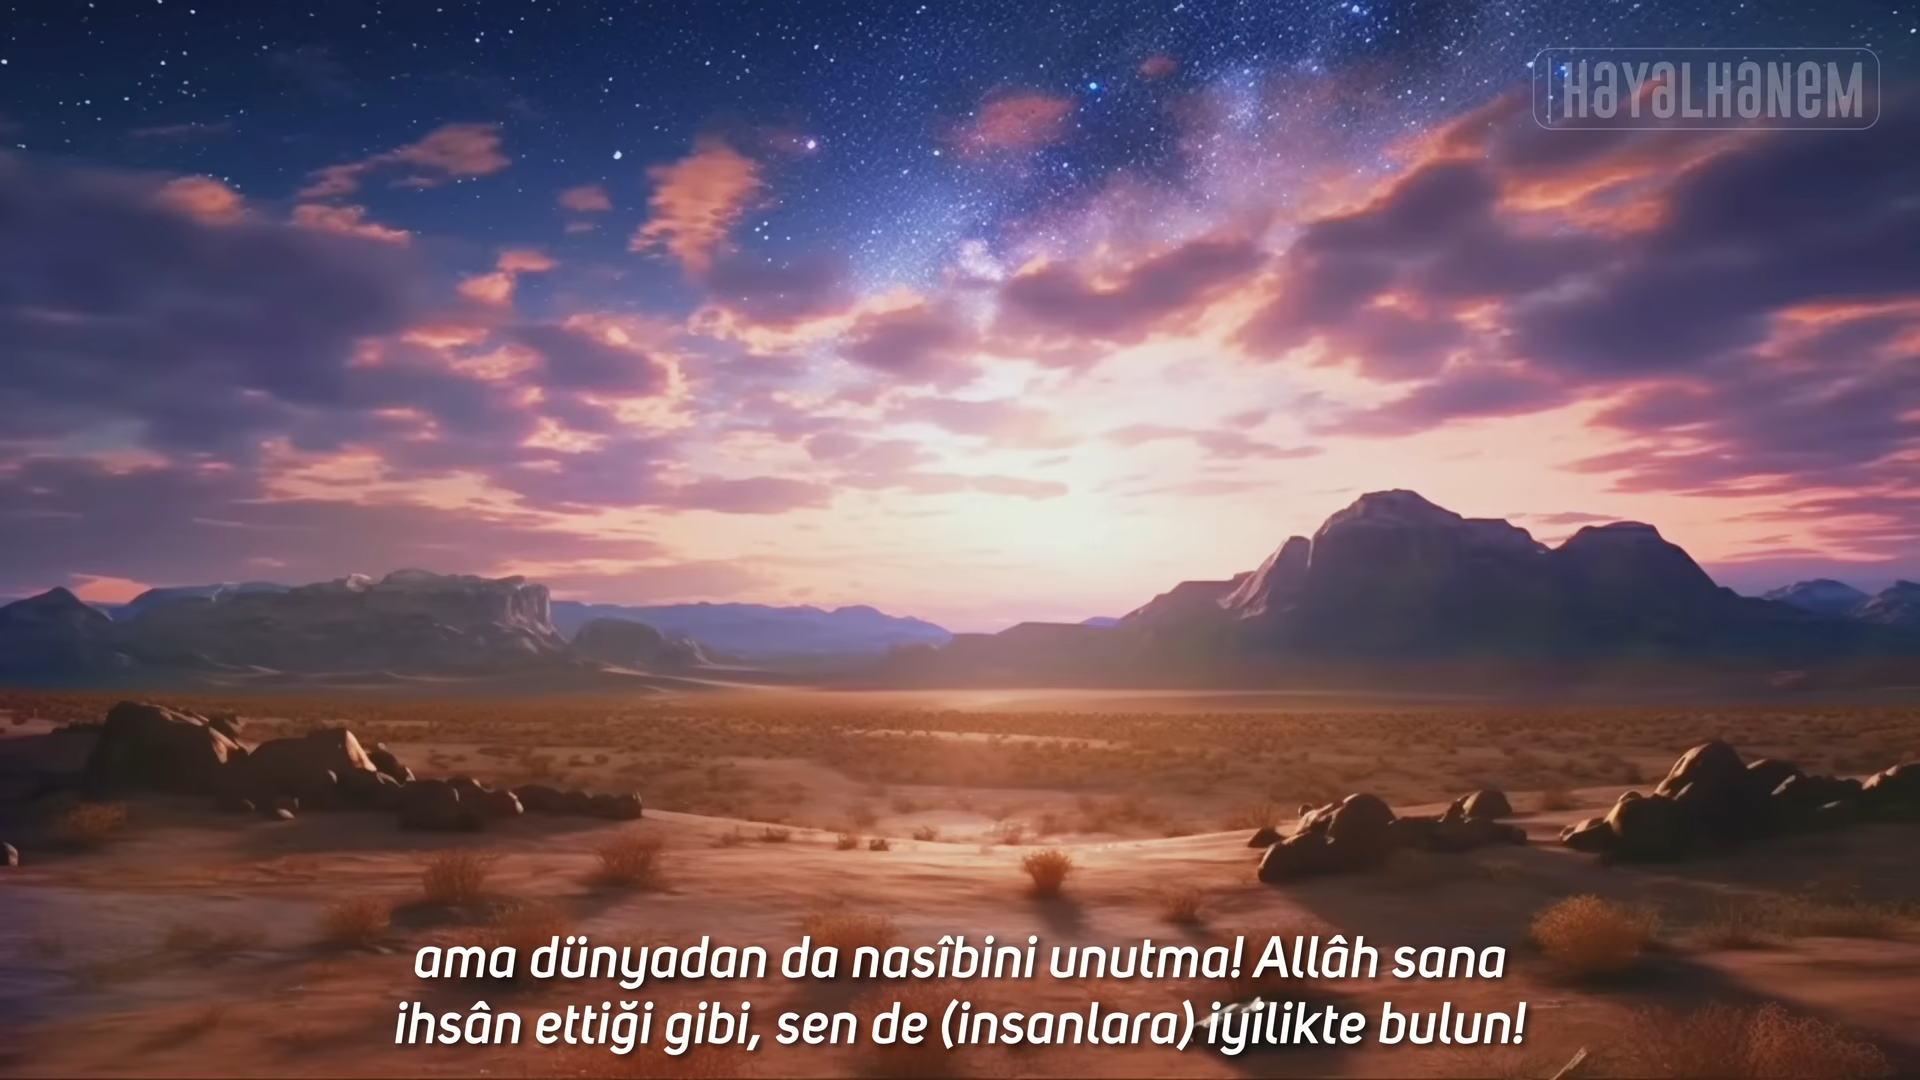 HAYALHANEM
ama dünyadan da nasîbini unutma! Allâh sana
ihsân ettiği gibi, sen de (insanlara) iyilikte bulun!